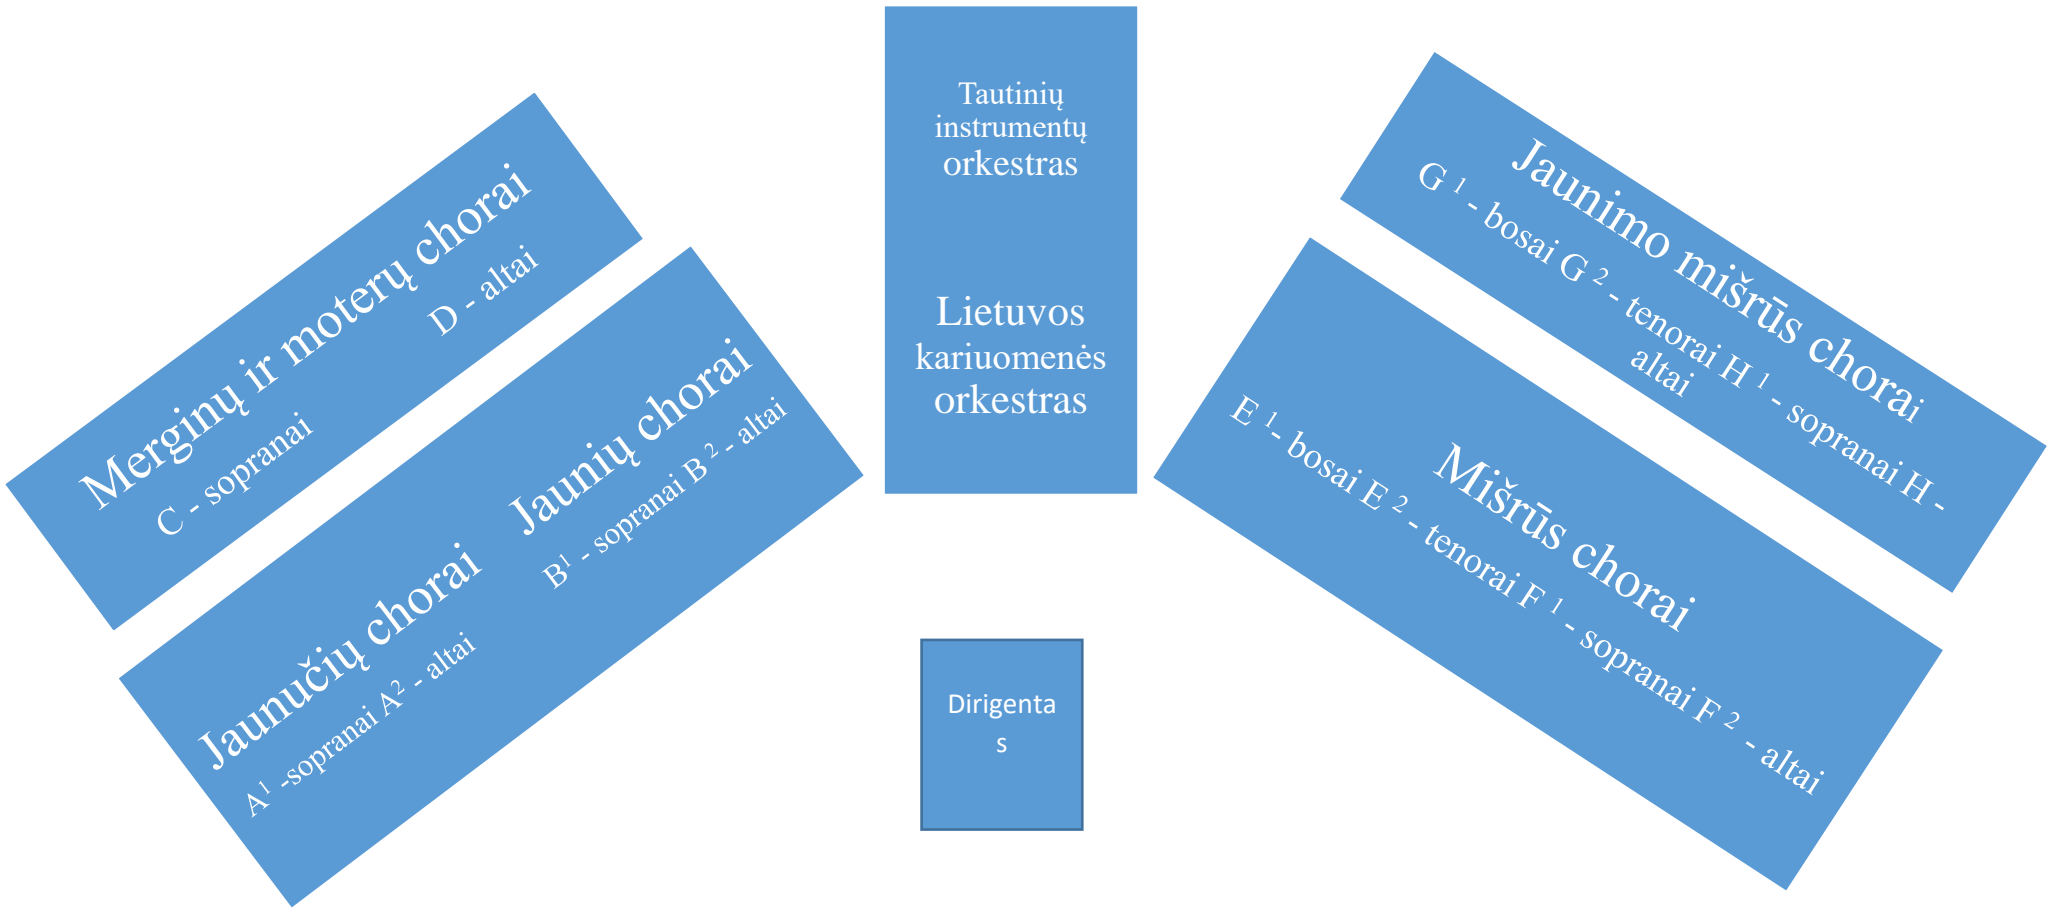 Merginų ir moterų chorai
C - sopranai D - altai
Jaunučių chorai Jaunių chorai
A¹ -sopranai A² - altai B¹ - sopranai B ² - altai
Tautinių
instrumentų
orkestras
Lietuvos
kariuomenės
orkestras
Dirigenta
s
Jaunimo mišrūs chorai
G ¹ - bosai G ² - tenorai H ¹ - sopranai H -
altai
Mišrūs chorai
E ¹- bosai E ² - tenorai F ¹ - sopranai F ² - altai